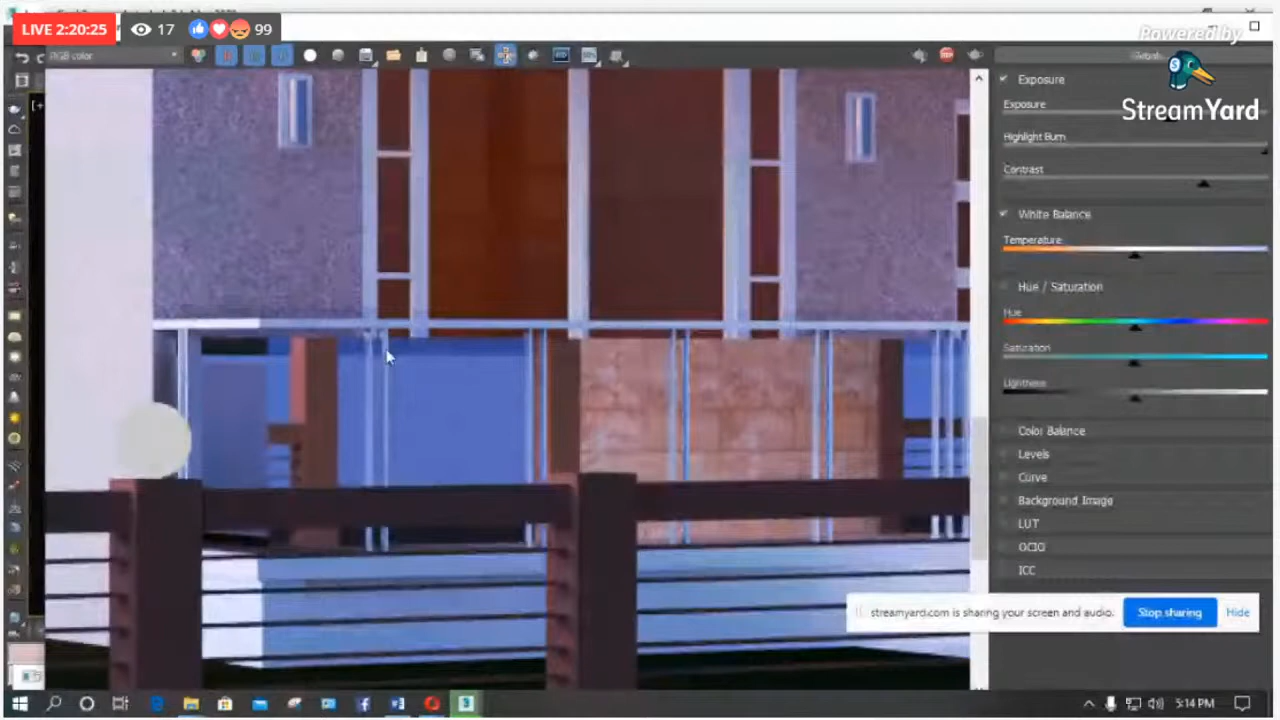 LIVE 2:20:25
17
99
Powered by
StreamYard
RGB color
Exposure
Exposure
Highlight Burn
Contrast
White Balance
Temperature
Hue / Saturation
Hue
Saturation
Lightness
Color Balance
Levels
Curve
Background Image
LUT
OCIO
ICC
streamyard.com is sharing your screen and audio.
Stop sharing
Hide
5:14 PM